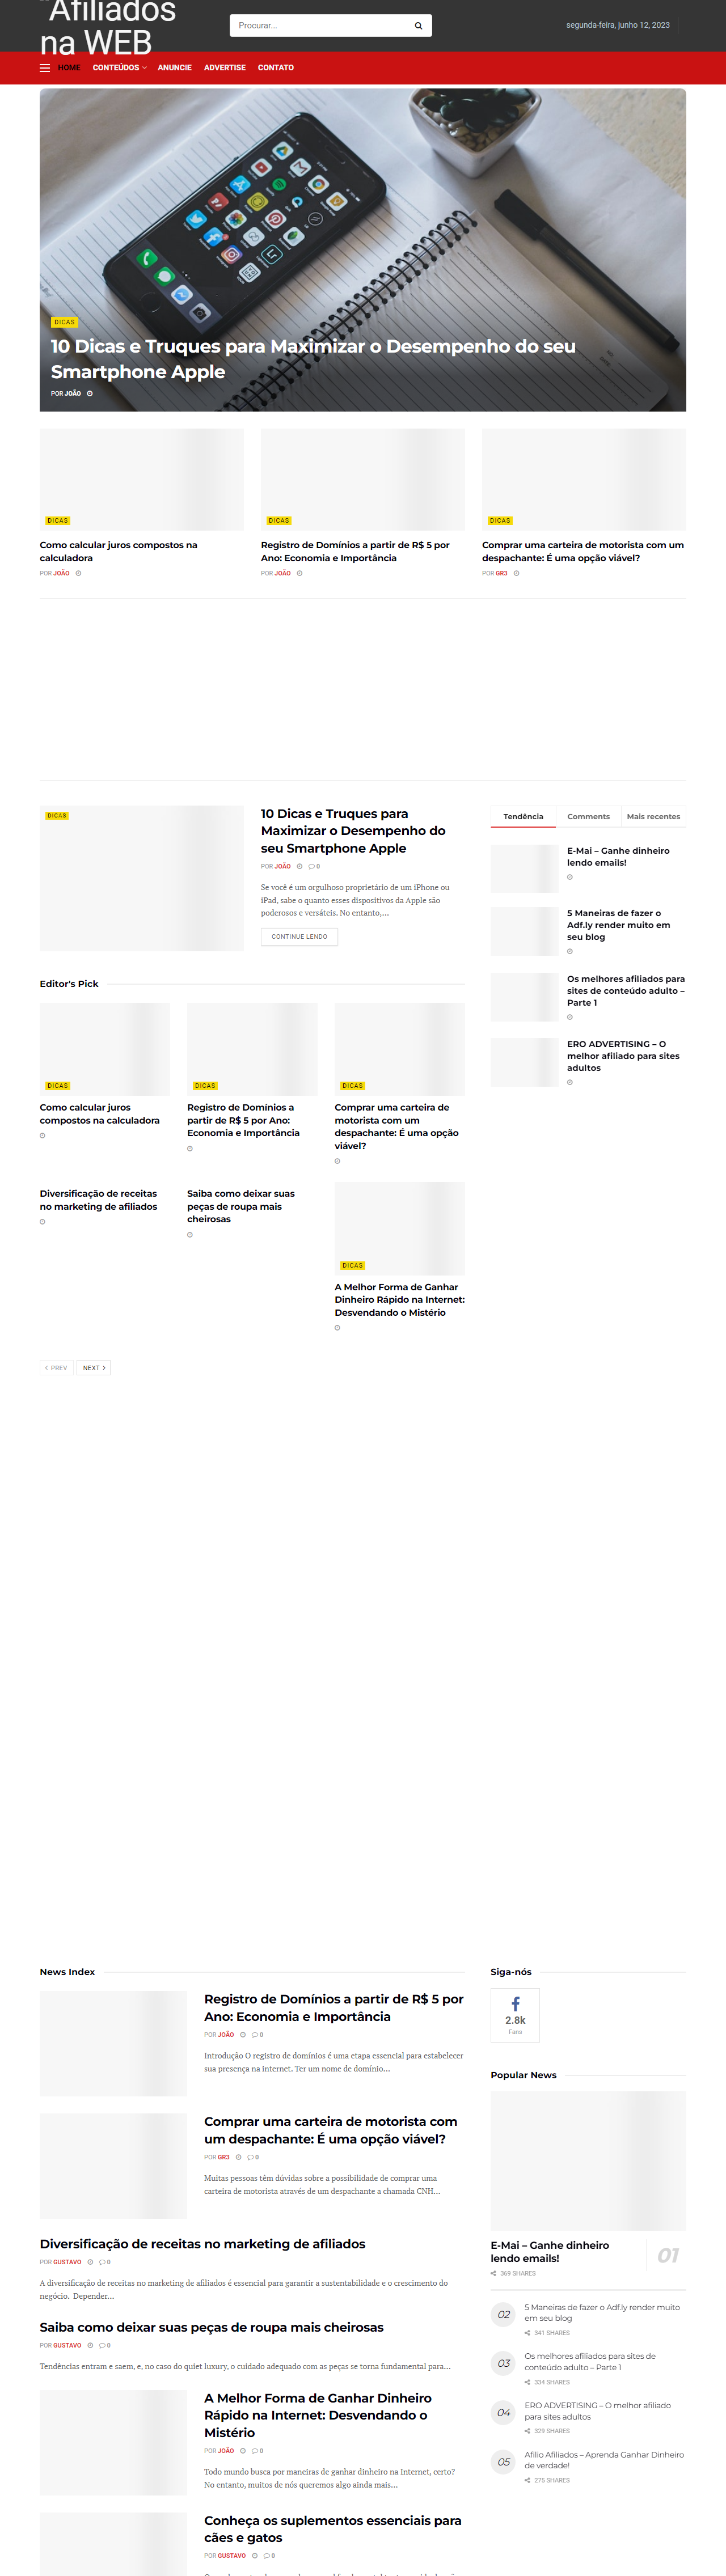 Afiliados
na WEB
Procurar...
segunda-feira, junho 12, 2023
HOME CONTEÚDOS ANUNCIE ADVERTISE CONTATO
DICAS
10 Dicas e Truques para Maximizar o Desempenho do seu
Smartphone Apple
POR JOÃO
DICAS
Como calcular juros compostos na
calculadora
POR JOÃO
DICAS
Registro de Domínios a partir de R$ 5 por
Ano: Economia e Importância
POR JOÃO
DICAS
Comprar uma carteira de motorista com um
despachante: É uma opção viável?
POR GR3
DICAS
10 Dicas e Truques para
Maximizar o Desempenho do
seu Smartphone Apple
POR JOÃO 0
Se você é um orgulhoso proprietário de um iPhone ou
iPad, sabe o quanto esses dispositivos da Apple são
poderosos e versáteis. No entanto,...
CONTINUE LENDO
Editor's Pick
DICAS
Como calcular juros
compostos na calculadora
DICAS
Registro de Domínios a
partir de R$ 5 por Ano:
Economia e Importância
DICAS
Comprar uma carteira de
motorista com um
despachante: É uma opção
viável?
Diversificação de receitas
no marketing de afiliados
Saiba como deixar suas
peças de roupa mais
cheirosas
DICAS
A Melhor Forma de Ganhar
Dinheiro Rápido na Internet:
Desvendando o Mistério
PREV NEXT
Tendência Comments Mais recentes
E-Mai – Ganhe dinheiro
lendo emails!
5 Maneiras de fazer o
Adf.ly render muito em
seu blog
Os melhores afiliados para
sites de conteúdo adulto –
Parte 1
ERO ADVERTISING – O
melhor afiliado para sites
adultos
News Index
Registro de Domínios a partir de R$ 5 por
Ano: Economia e Importância
POR JOÃO 0
Introdução O registro de domínios é uma etapa essencial para estabelecer
sua presença na internet. Ter um nome de domínio...
Comprar uma carteira de motorista com
um despachante: É uma opção viável?
POR GR3 0
Muitas pessoas têm dúvidas sobre a possibilidade de comprar uma
carteira de motorista através de um despachante a chamada CNH...
Diversificação de receitas no marketing de afiliados
POR GUSTAVO 0
A diversificação de receitas no marketing de afiliados é essencial para garantir a sustentabilidade e o crescimento do
negócio. Depender...
Saiba como deixar suas peças de roupa mais cheirosas
POR GUSTAVO 0
Tendências entram e saem, e, no caso do quiet luxury, o cuidado adequado com as peças se torna fundamental para...
A Melhor Forma de Ganhar Dinheiro
Rápido na Internet: Desvendando o
Mistério
POR JOÃO 0
Todo mundo busca por maneiras de ganhar dinheiro na Internet, certo?
No entanto, muitos de nós queremos algo ainda mais...
Conheça os suplementos essenciais para
cães e gatos
POR GUSTAVO 0
Siga-nós
2.8k
Fans
Popular News
E-Mai – Ganhe dinheiro
lendo emails!
369 SHARES
01
02
5 Maneiras de fazer o Adf.ly render muito
em seu blog
341 SHARES
03
Os melhores afiliados para sites de
conteúdo adulto – Parte 1
334 SHARES
04
ERO ADVERTISING – O melhor afiliado
para sites adultos
329 SHARES
05
Afilio Afiliados – Aprenda Ganhar Dinheiro
de verdade!
275 SHARES